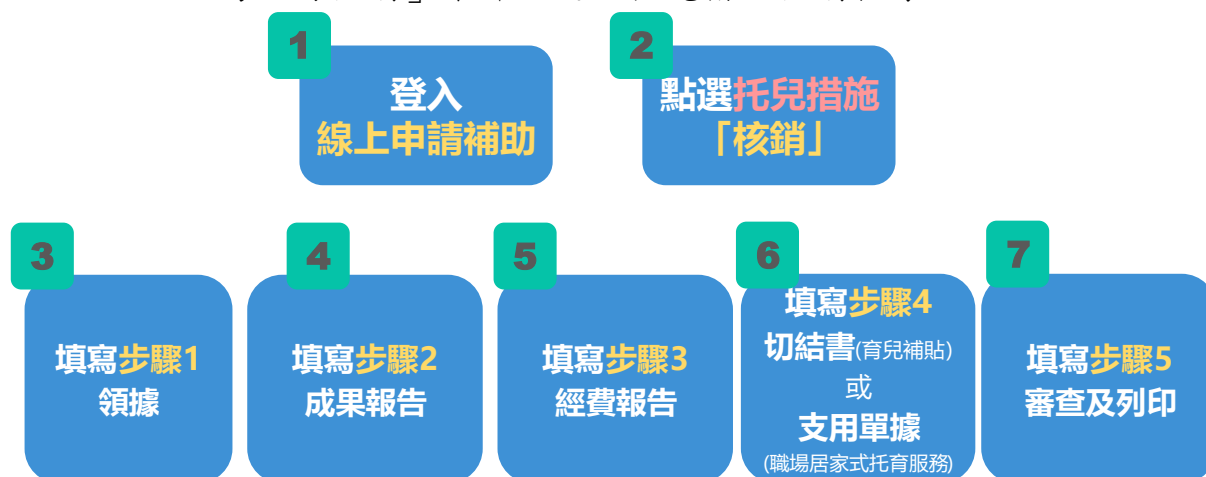 1
登入
線上申請補助
2
點選托兒措施
「核銷」
3
填寫步驟1
領據
4
填寫步驟2
成果報告
5
填寫步驟3
經費報告
6
填寫步驟4
切結書(育兒補貼)
或
支用單據
(職場居家式托育服務)
7
填寫步驟5
審查及列印